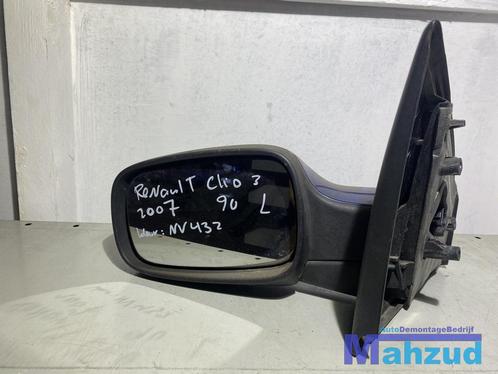 Renault Clio 3
2007 90 L
kleur: NV432
AutoDemontageBedrijf
Mahzud